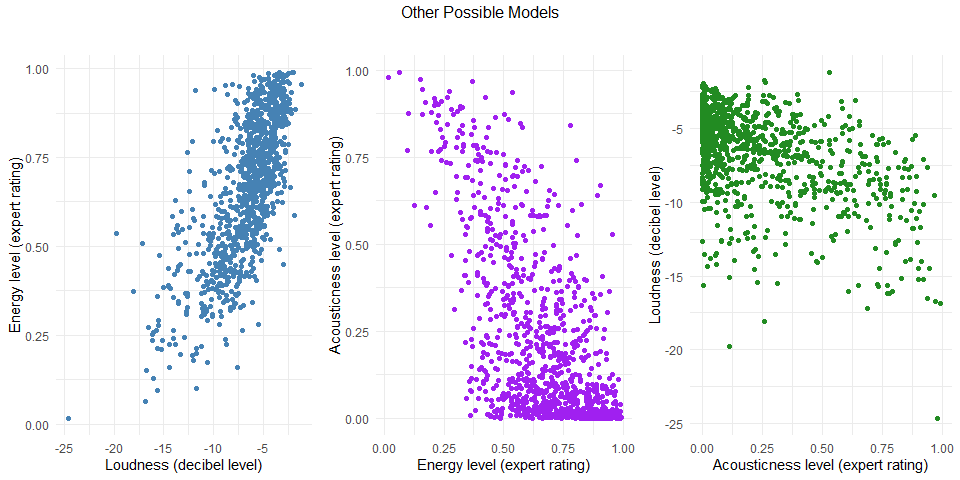 Other Possible Models
Energy level (expert rating)
1.00
0.75
0.50
0.25
0.00
-25 -20 -15 -10 -5
Loudness (decibel level)
Acousticness level (expert rating)
1.00
0.75
0.50
0.25
0.00
0.00 0.25 0.50 0.75 1.00
Energy level (expert rating)
Loudness (decibel level)
-5
-10
-15
-20
-25
0.00 0.25 0.50 0.75 1.00
Acousticness level (expert rating)